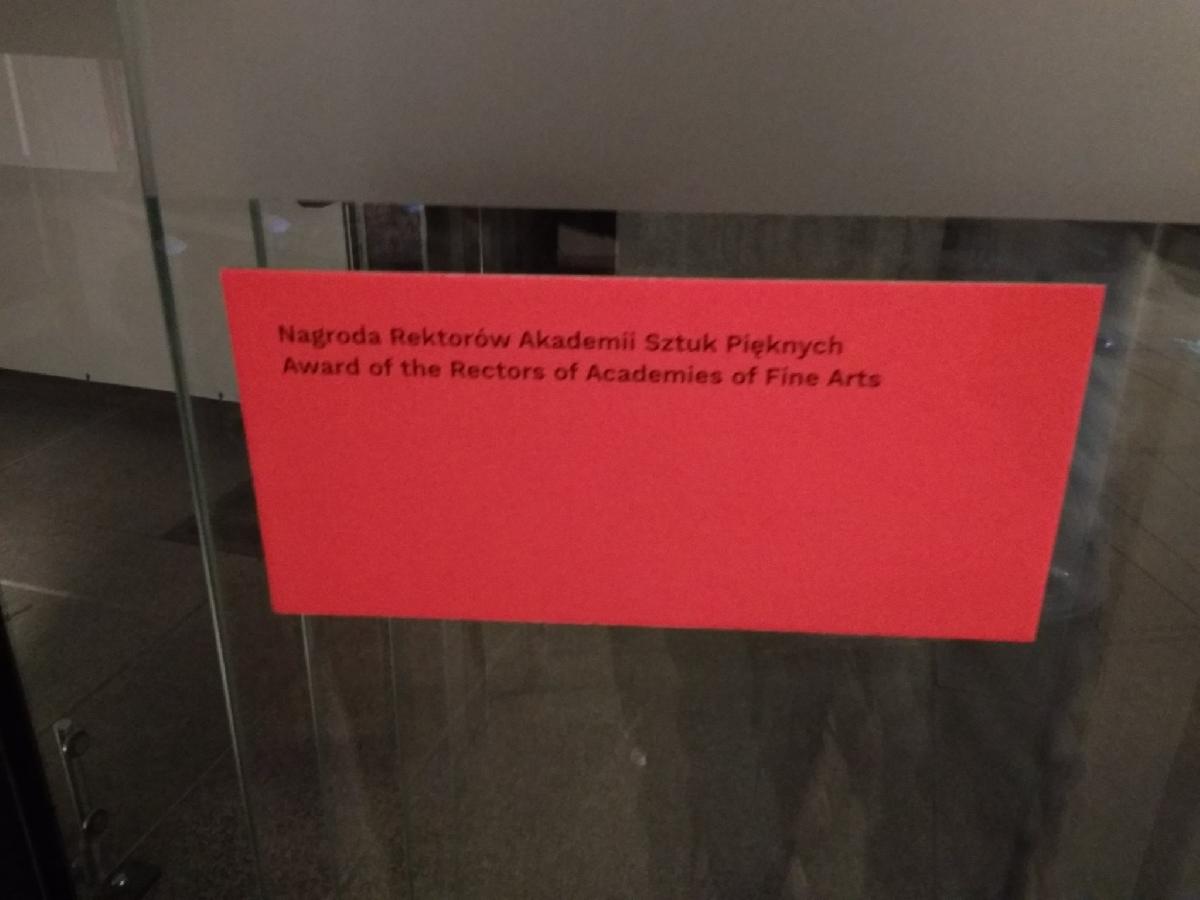 Nagroda Rektorów Akademii Sztuk Pięknych
Award of the Rectors of Academies of Fine Arts